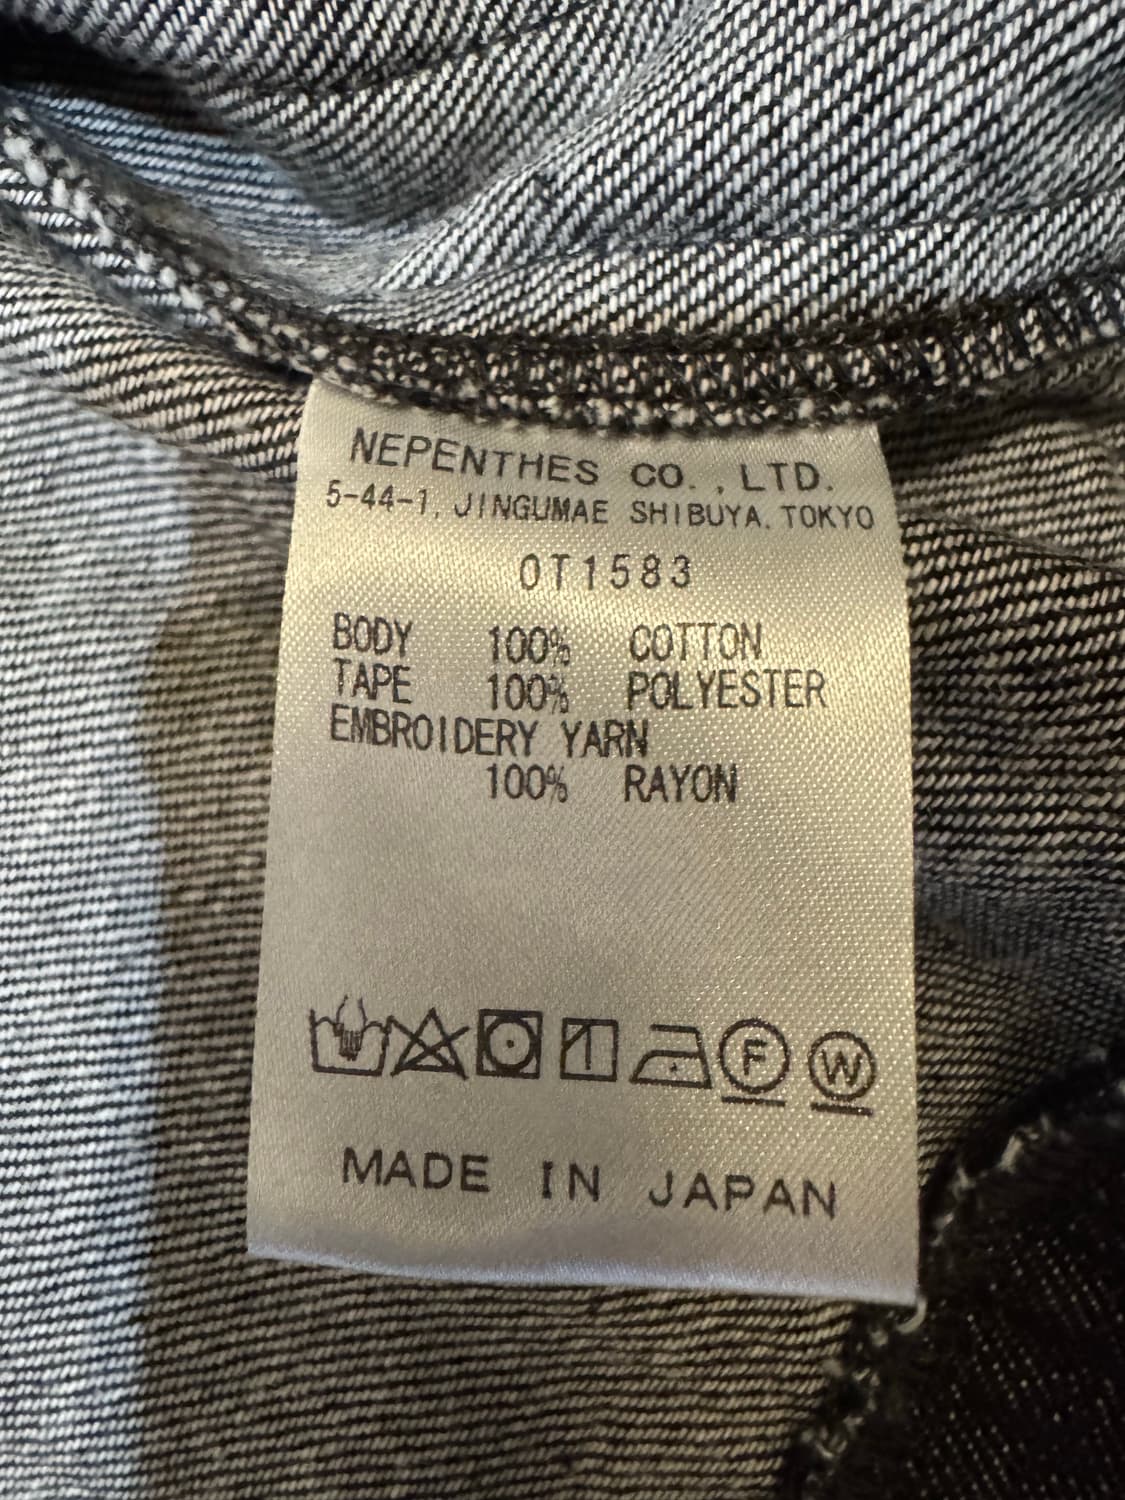 NEPENTHES CO., LTD.
5-44-1, JINGUMAE SHIBUYA, TOKYO
OT1583
BODY 100% COTTON
TAPE 100% POLYESTER
EMBROIDERY YARN
100% RAYON
F W
MADE IN JAPAN